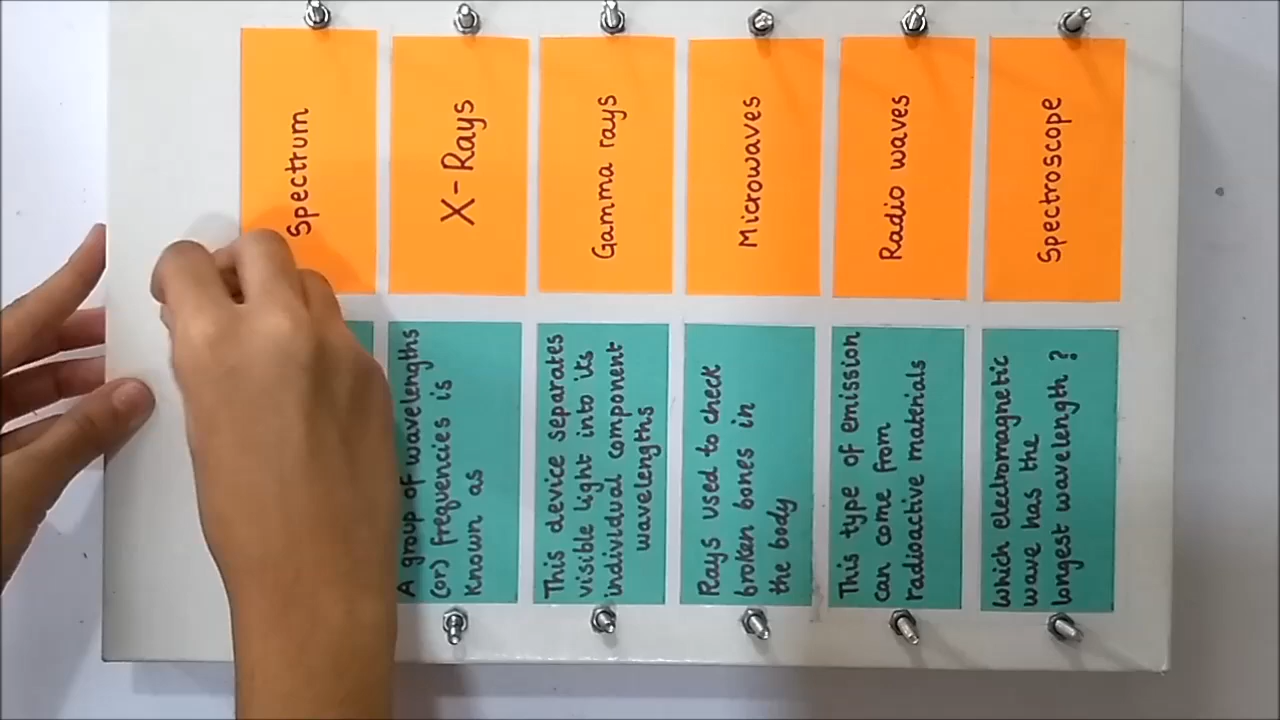 Spectrum
X-Rays
Gamma rays
Microwaves
Radio waves
Spectroscope
A group of wavelengths
(or) frequencies is
known as
This device separates
visible light into its
individual component
wavelengths
Rays used to check
broken bones in
the body
This type of emission
can come from
radioactive materials
Which electromagnetic
wave has the
longest wavelength ?